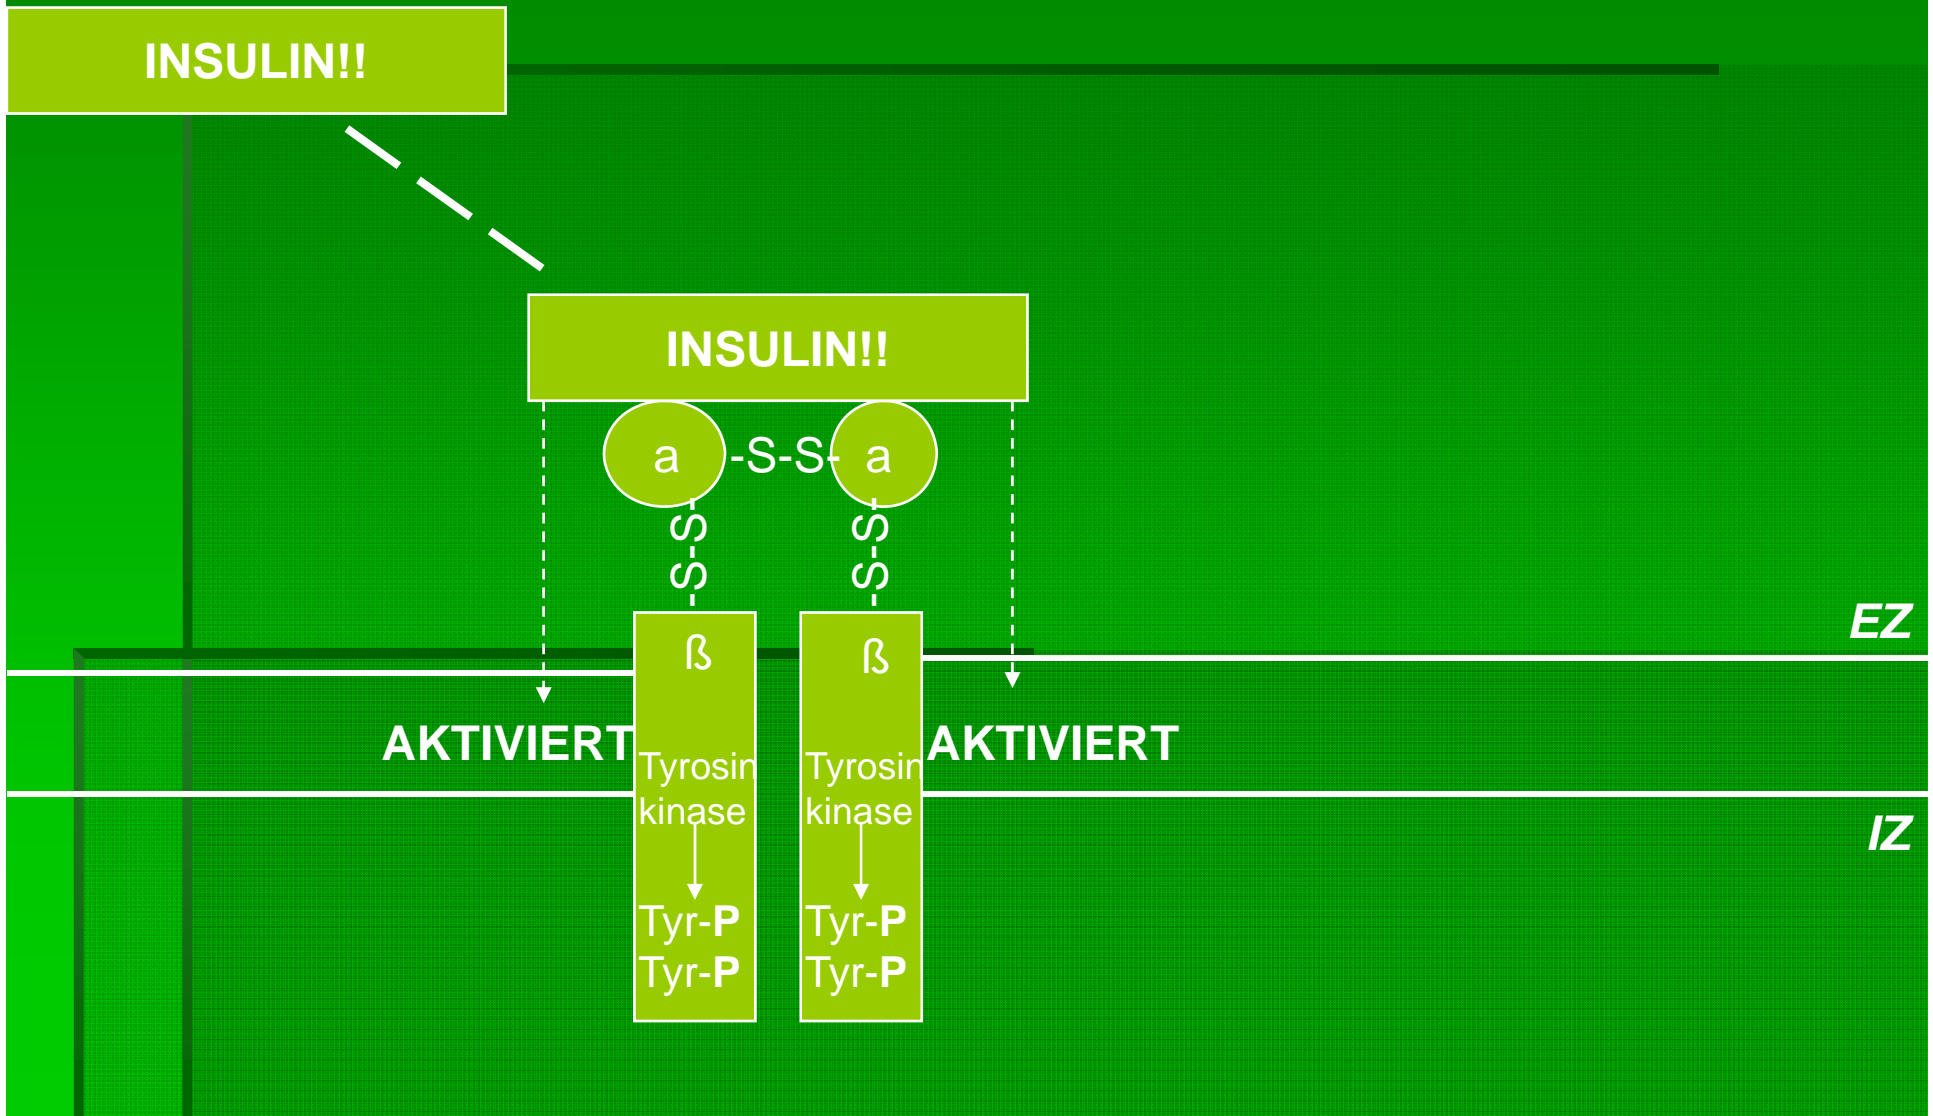 INSULIN!!
INSULIN!!
a -S-S- a
-S-S- -S-S-
EZ
ß ß
AKTIVIERT AKTIVIERT
Tyrosin Tyrosin
kinase kinase
IZ
Tyr-P Tyr-P
Tyr-P Tyr-P